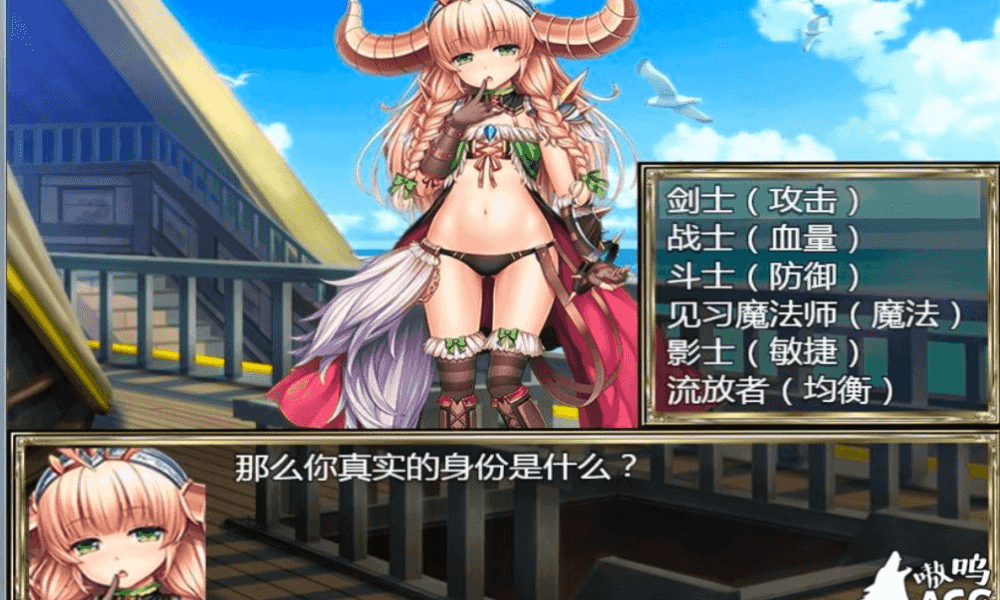 剑士（攻击）
战士（血量）
斗士（防御）
见习魔法师（魔法）
影士（敏捷）
流放者（均衡）
那么你真实的身份是什么？
嗷呜
ACG